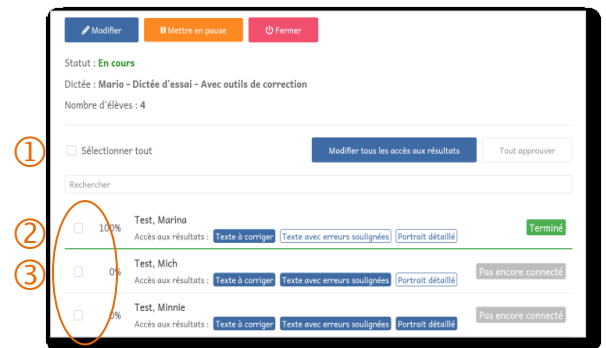 Modifier Mettre en pause Fermer
Statut : En cours
Dictée : Mario - Dictée d'essai - Avec outils de correction
Nombre d'élèves : 4
1 Sélectionner tout Modifier tous les accès aux résultats Tout approuver
Rechercher
Test, Marina
2 100% Terminé
Accès aux résultats : Texte à corriger Texte avec erreurs soulignées Portrait détaillé
Test, Mich
3 0% Pas encore connecté
Accès aux résultats : Texte à corriger Texte avec erreurs soulignées Portrait détaillé
Test, Minnie
0% Pas encore connecté
Accès aux résultats : Texte à corriger Texte avec erreurs soulignées Portrait détaillé